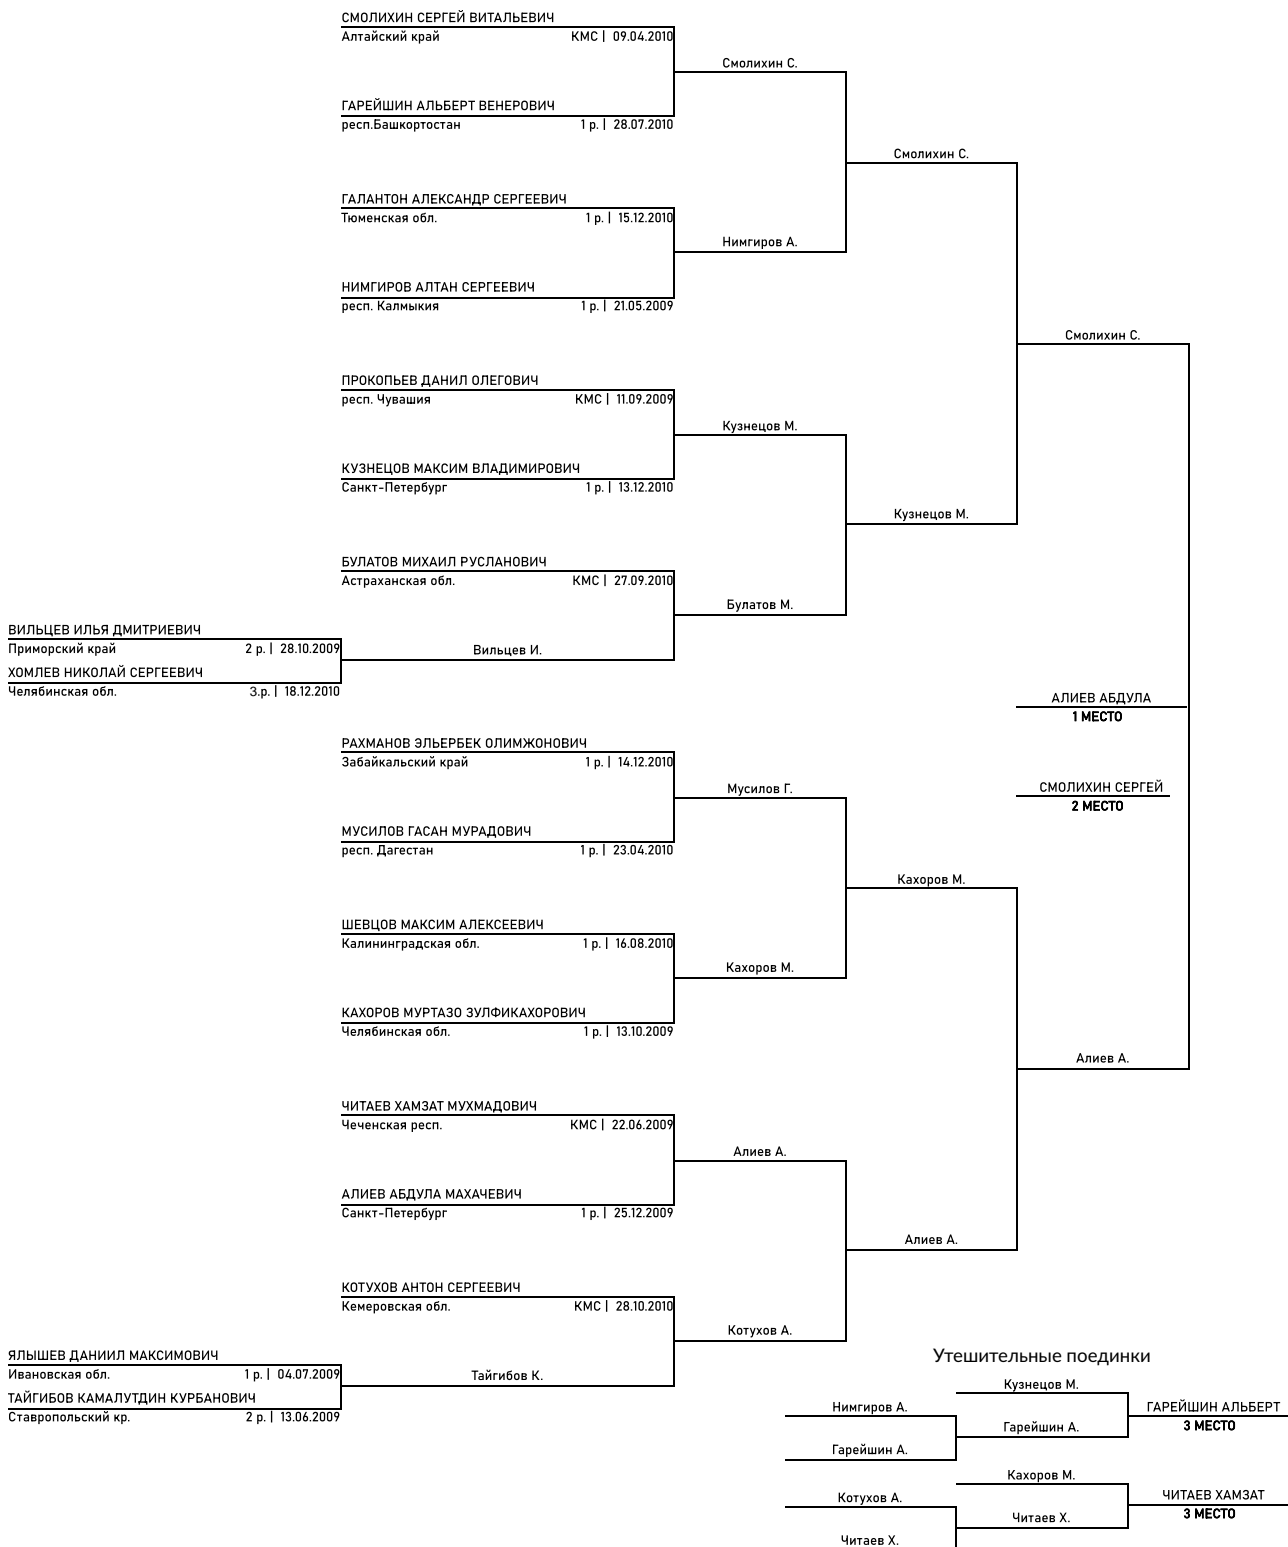 СМОЛИХИН СЕРГЕЙ ВИТАЛЬЕВИЧ
Алтайский край КМС | 09.04.2010
Смолихин С.
ГАРЕЙШИН АЛЬБЕРТ ВЕНЕРОВИЧ
респ.Башкортостан 1 р. | 28.07.2010
Смолихин С.
ГАЛАНТОН АЛЕКСАНДР СЕРГЕЕВИЧ
Тюменская обл. 1 р. | 15.12.2010
Нимгиров А.
НИМГИРОВ АЛТАН СЕРГЕЕВИЧ
респ. Калмыкия 1 р. | 21.05.2009
Смолихин С.
ПРОКОПЬЕВ ДАНИЛ ОЛЕГОВИЧ
респ. Чувашия КМС | 11.09.2009
Кузнецов М.
КУЗНЕЦОВ МАКСИМ ВЛАДИМИРОВИЧ
Санкт-Петербург 1 р. | 13.12.2010
Кузнецов М.
БУЛАТОВ МИХАИЛ РУСЛАНОВИЧ
Астраханская обл. КМС | 27.09.2010
Булатов М.
ВИЛЬЦЕВ ИЛЬЯ ДМИТРИЕВИЧ
Приморский край 2 р. | 28.10.2009
Вильцев И.
ХОМЛЕВ НИКОЛАЙ СЕРГЕЕВИЧ
Челябинская обл. 3.р. | 18.12.2010
АЛИЕВ АБДУЛА
1 МЕСТО
РАХМАНОВ ЭЛЬЕРБЕК ОЛИМЖОНОВИЧ
Забайкальский край 1 р. | 14.12.2010
Мусилов Г.
СМОЛИХИН СЕРГЕЙ
2 МЕСТО
МУСИЛОВ ГАСАН МУРАДОВИЧ
респ. Дагестан 1 р. | 23.04.2010
Кахоров М.
ШЕВЦОВ МАКСИМ АЛЕКСЕЕВИЧ
Калининградская обл. 1 р. | 16.08.2010
Кахоров М.
КАХОРОВ МУРТАЗО ЗУЛФИКАХОРОВИЧ
Челябинская обл. 1 р. | 13.10.2009
Алиев А.
ЧИТАЕВ ХАМЗАТ МУХМАДОВИЧ
Чеченская респ. КМС | 22.06.2009
Алиев А.
АЛИЕВ АБДУЛА МАХАЧЕВИЧ
Санкт-Петербург 1 р. | 25.12.2009
Алиев А.
КОТУХОВ АНТОН СЕРГЕЕВИЧ
Кемеровская обл. КМС | 28.10.2010
Котухов А.
ЯЛЫШЕВ ДАНИИЛ МАКСИМОВИЧ
Ивановская обл. 1 р. | 04.07.2009
Тайгибов К.
ТАЙГИБОВ КАМАЛУТДИН КУРБАНОВИЧ
Ставропольский кр. 2 р. | 13.06.2009
Утешительные поединки
Кузнецов М.
Нимгиров А.
ГАРЕЙШИН АЛЬБЕРТ
3 МЕСТО
Гарейшин А.
Гарейшин А.
Кахоров М.
Котухов А.
ЧИТАЕВ ХАМЗАТ
3 МЕСТО
Читаев Х.
Читаев Х.